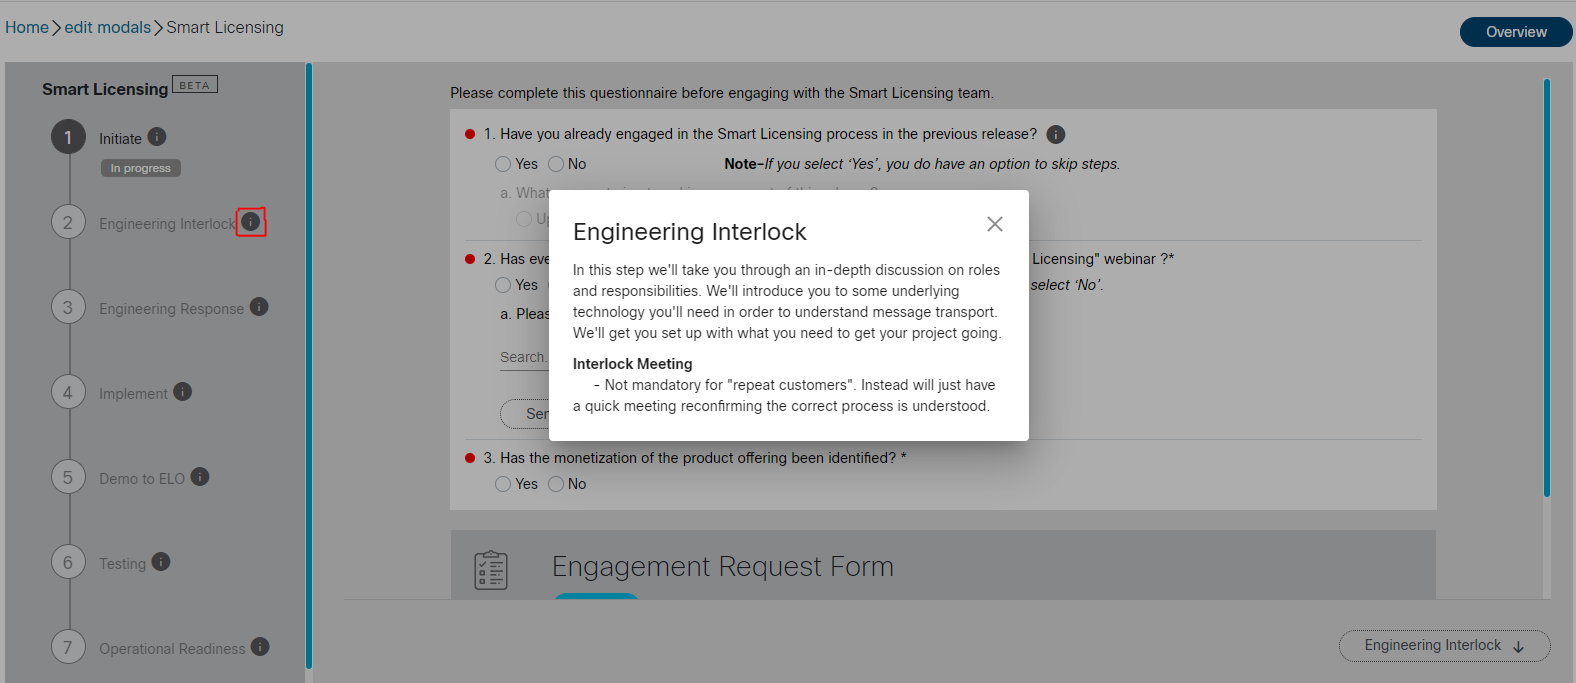 Home > edit modals > Smart Licensing
Overview
Smart Licensing BETA
1 Initiate i
In progress
2 Engineering Interlock i
3 Engineering Response i
4 Implement i
5 Demo to ELO i
6 Testing i
7 Operational Readiness i
Please complete this questionnaire before engaging with the Smart Licensing team.
1. Have you already engaged in the Smart Licensing process in the previous release? i
Yes No Note–If you select ‘Yes’, you do have an option to skip steps.
a. What
2. Has eve Licensing" webinar ?*
Yes select ‘No’.
a. Pleas
Search.
Ser
Engineering Interlock
In this step we'll take you through an in-depth discussion on roles
and responsibilities. We'll introduce you to some underlying
technology you'll need in order to understand message transport.
We'll get you set up with what you need to get your project going.
Interlock Meeting
- Not mandatory for "repeat customers". Instead will just have
a quick meeting reconfirming the correct process is understood.
3. Has the monetization of the product offering been identified? *
Yes No
Engagement Request Form
Engineering Interlock ↓